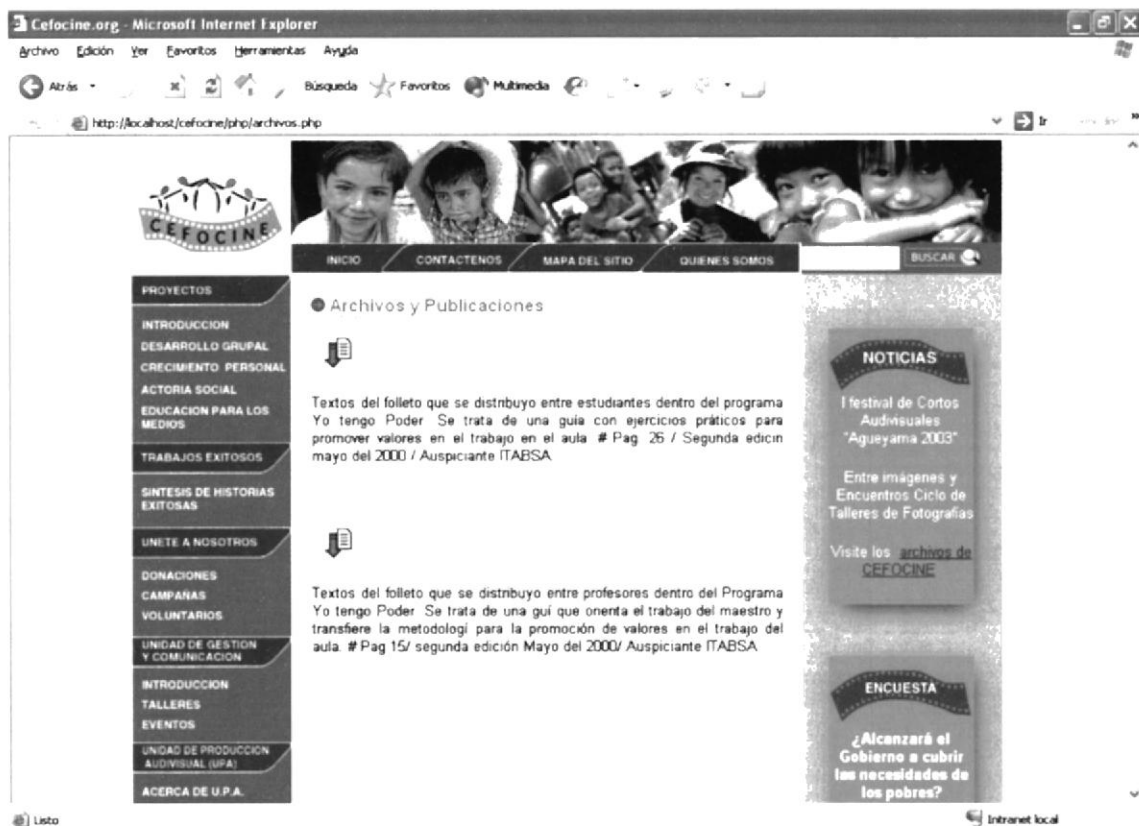 Cefocine.org - Microsoft Internet Explorer
Archivo Edición Ver Favoritos Herramientas Ayuda
Atrás Búsqueda Favoritos Multimedia
http://localhost/cefocine/php/archivos.php Ir
CEFOCINE
INICIO CONTACTENOS MAPA DEL SITIO QUIENES SOMOS BUSCAR
PROYECTOS
INTRODUCCION
DESARROLLO GRUPAL
CRECIMIENTO PERSONAL
ACTORIA SOCIAL
EDUCACION PARA LOS
MEDIOS
TRABAJOS EXITOSOS
SINTESIS DE HISTORIAS
EXITOSAS
UNETE A NOSOTROS
DONACIONES
CAMPAÑAS
VOLUNTARIOS
UNIDAD DE GESTION
Y COMUNICACION
INTRODUCCION
TALLERES
EVENTOS
UNIDAD DE PRODUCCION
AUDIVISUAL (UPA)
ACERCA DE U.P.A.
Archivos y Publicaciones
Textos del folleto que se distribuyo entre estudiantes dentro del programa
Yo tengo Poder Se trata de una guía con ejercicios práticos para
promover valores en el trabajo en el aula # Pag 26 / Segunda edicin
mayo del 2000 / Auspiciante ITABSA
Textos del folleto que se distribuyo entre profesores dentro del Programa
Yo tengo Poder Se trata de una guí que orienta el trabajo del maestro y
transfiere la metodologí para la promoción de valores en el trabajo del
aula. # Pag 15/ segunda edición Mayo del 2000/ Auspiciante ITABSA
NOTICIAS
I festival de Cortos
Audivisuales
"Agueyama 2003"
Entre imágenes y
Encuentros Ciclo de
Talleres de Fotografías
Visite los archivos de
CEFOCINE
ENCUESTA
¿Alcanzará el
Gobierno a cubrir
las necesidades de
los pobres?
Listo Intranet local